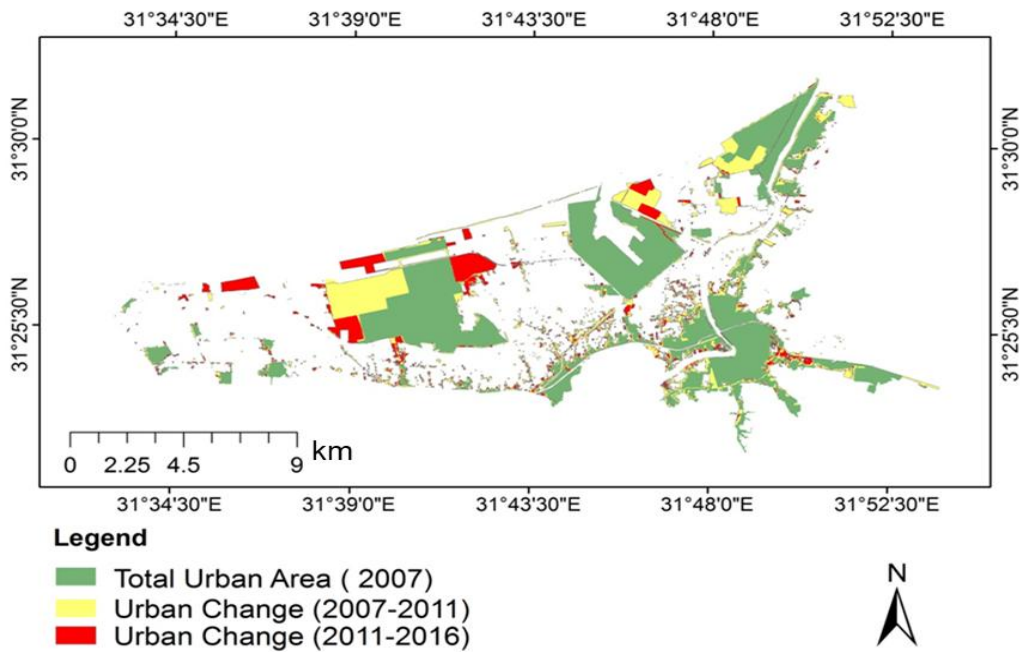 31°34'30"E 31°39'0"E 31°43'30"E 31°48'0"E 31°52'30"E
31°30'0"N
31°30'0"N
31°25'30"N
31°25'30"N
km
0 2.25 4.5 9
31°34'30"E 31°39'0"E 31°43'30"E 31°48'0"E 31°52'30"E
Legend
Total Urban Area ( 2007)
N
Urban Change (2007-2011)
Urban Change (2011-2016)